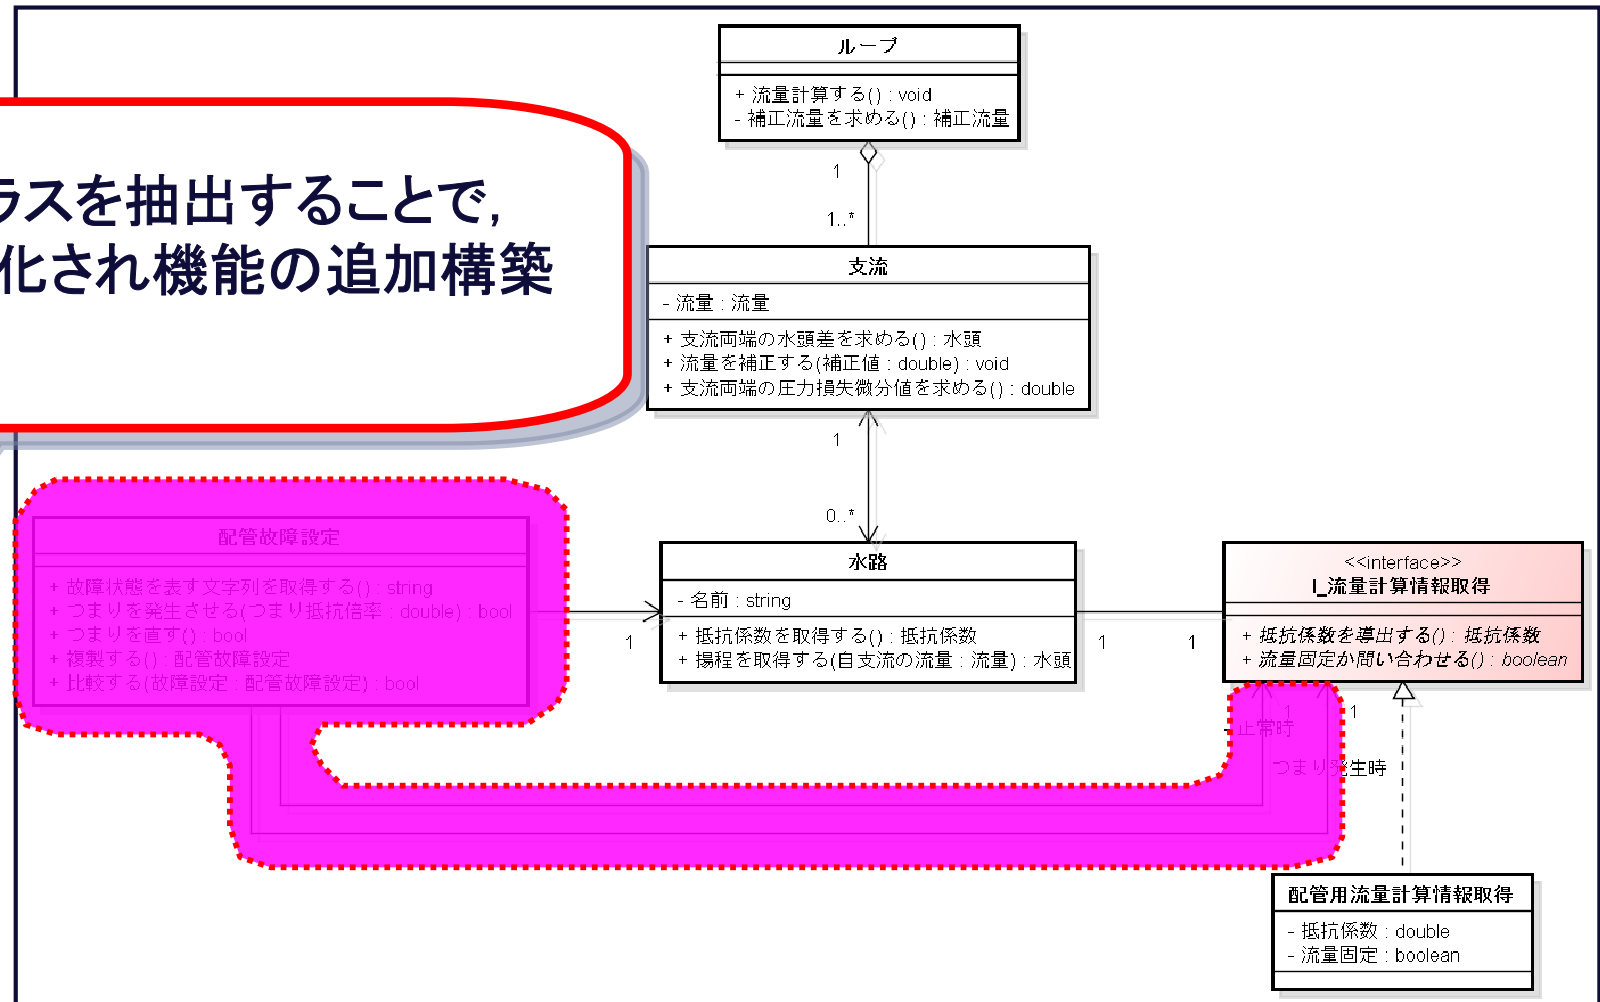 ループ
+ 流量計算する() : void
- 補正流量を求める() : 補正流量
1
1..*
ラスを抽出することで,
化され機能の追加構築
支流
- 流量 : 流量
+ 支流両端の水頭差を求める() : 水頭
+ 流量を補正する(補正値 : double) : void
+ 支流両端の圧力損失微分値を求める() : double
1
0..*
配管故障設定
+ 故障状態を表す文字列を取得する() : string
+ つまりを発生させる(つまり抵抗倍率 : double) : bool
+ つまりを直す() : bool
+ 複製する() : 配管故障設定
+ 比較する(故障設定 : 配管故障設定) : bool
1
水路
- 名前 : string
+ 抵抗係数を取得する() : 抵抗係数
+ 揚程を取得する(自支流の流量 : 流量) : 水頭
1
1
<<interface>>
I_流量計算情報取得
+ 抵抗係数を導出する() : 抵抗係数
+ 流量固定か問い合わせる() : boolean
1
1
- 正常時
つまり発生時
配管用流量計算情報取得
- 抵抗係数 : double
- 流量固定 : boolean